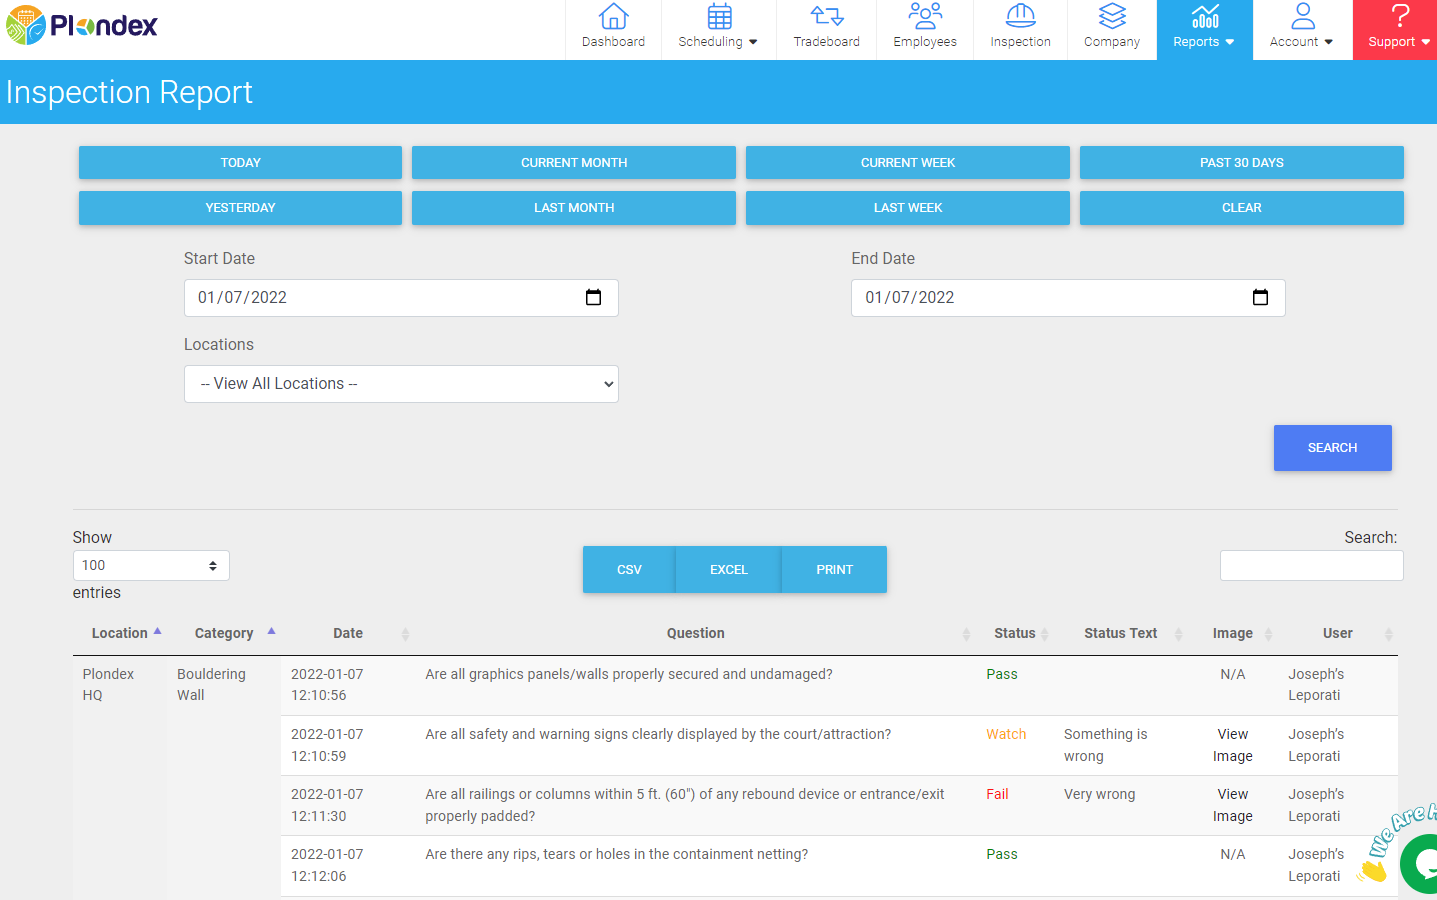 Plondex
Dashboard
Scheduling
Tradeboard
Employees
Inspection
Company
Reports
Account
Support
Inspection Report
TODAY
CURRENT MONTH
CURRENT WEEK
PAST 30 DAYS
YESTERDAY
LAST MONTH
LAST WEEK
CLEAR
Start Date
End Date
01/07/2022
01/07/2022
Locations
-- View All Locations --
SEARCH
Show
100
entries
CSV
EXCEL
PRINT
Search:
Location Category Date Question Status Status Text Image User
Plondex
HQ
Bouldering
Wall
2022-01-07
12:10:56
Are all graphics panels/walls properly secured and undamaged?
Pass
N/A
Joseph’s
Leporati
2022-01-07
12:10:59
Are all safety and warning signs clearly displayed by the court/attraction?
Watch
Something is
wrong
View
Image
Joseph’s
Leporati
2022-01-07
12:11:30
Are all railings or columns within 5 ft. (60") of any rebound device or entrance/exit
properly padded?
Fail
Very wrong
View
Image
Joseph’s
Leporati
2022-01-07
12:12:06
Are there any rips, tears or holes in the containment netting?
Pass
N/A
Joseph’s
Leporati
We Are H